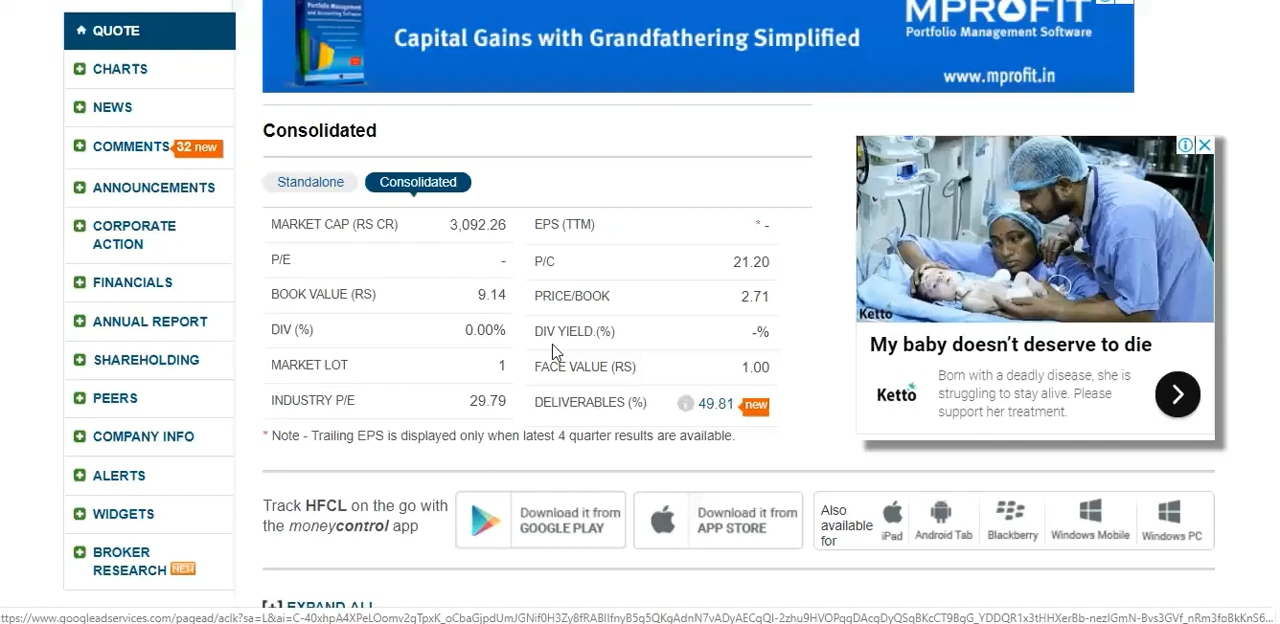 QUOTE
CHARTS
NEWS
COMMENTS 32 new
ANNOUNCEMENTS
CORPORATE
ACTION
FINANCIALS
ANNUAL REPORT
SHAREHOLDING
PEERS
COMPANY INFO
ALERTS
WIDGETS
BROKER
RESEARCH NEW
Capital Gains with Grandfathering Simplified
MPROFIT
Portfolio Management Software
www.mprofit.in
Consolidated
Standalone Consolidated
MARKET CAP (RS CR) 3,092.26 EPS (TTM) * -
P/E - P/C 21.20
BOOK VALUE (RS) 9.14 PRICE/BOOK 2.71
DIV (%) 0.00% DIV YIELD.(%) -%
MARKET LOT 1 FACE VALUE (RS) 1.00
INDUSTRY P/E 29.79 DELIVERABLES (%) 49.81 new
* Note - Trailing EPS is displayed only when latest 4 quarter results are available.
Ketto
My baby doesn't deserve to die
Ketto
Born with a deadly disease, she is
struggling to stay alive. Please
support her treatment.
Track HFCL on the go with
the moneycontrol app
Download it from
GOOGLE PLAY
Download it from
APP STORE
Also
available
for
iPad Android Tab Blackberry Windows Mobile Windows PC
[+] EXPAND ALL